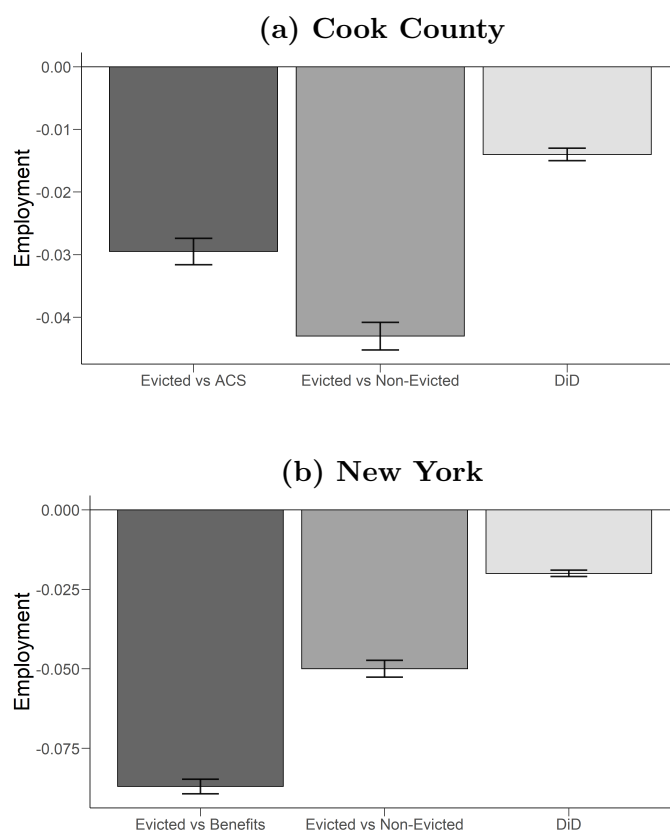 (a) Cook County
0.00
-0.01
-0.02
-0.03
-0.04
Employment
Evicted vs ACS
Evicted vs Non-Evicted
DiD
(b) New York
0.000
-0.025
-0.050
-0.075
Employment
Evicted vs Benefits
Evicted vs Non-Evicted
DiD